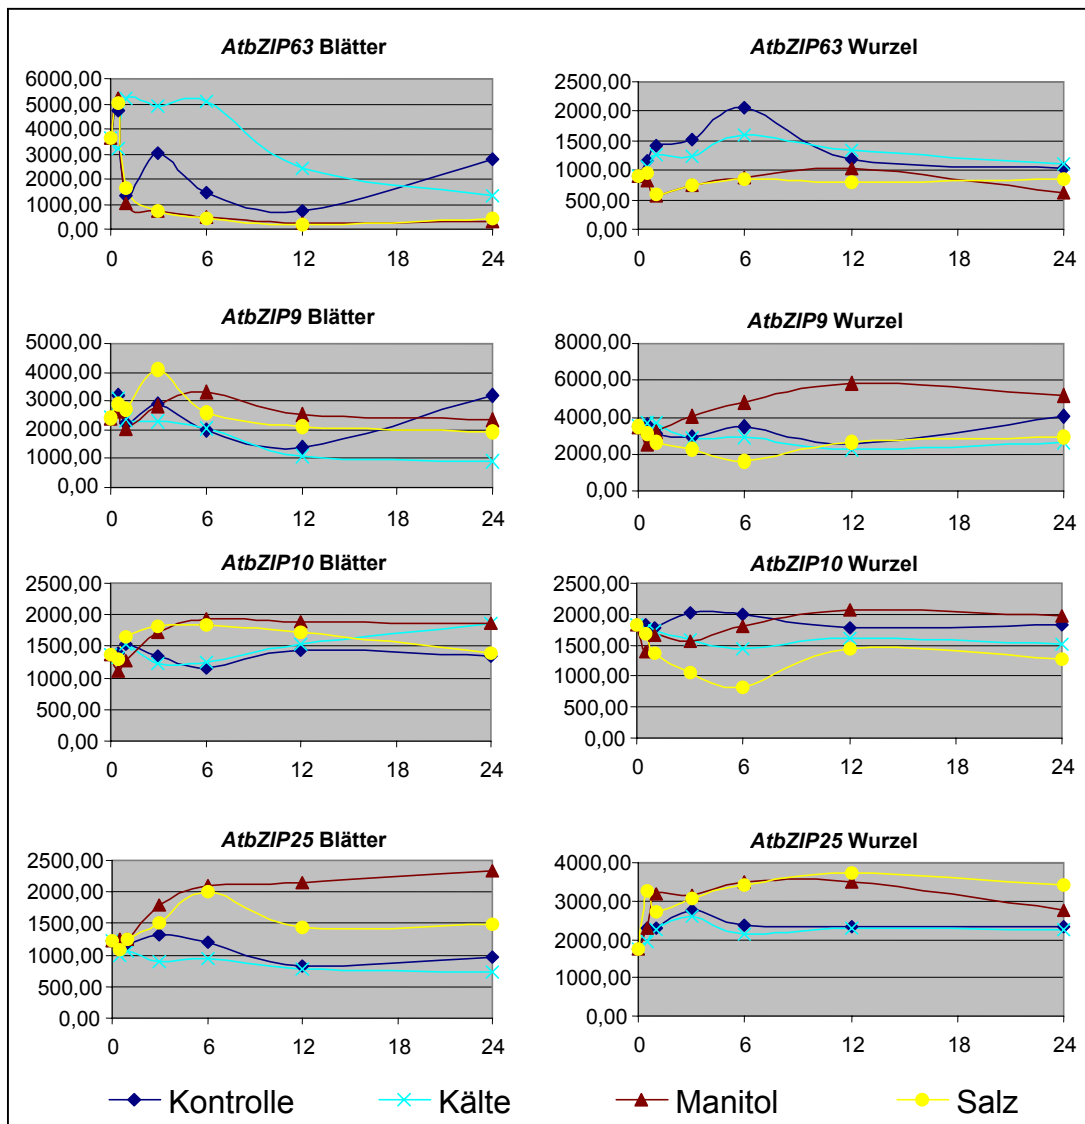 AtbZIP63 Blätter
6000,00
5000,00
4000,00
3000,00
2000,00
1000,00
0,00
0 6 12 18 24
AtbZIP63 Wurzel
2500,00
2000,00
1500,00
1000,00
500,00
0,00
0 6 12 18 24
AtbZIP9 Blätter
5000,00
4000,00
3000,00
2000,00
1000,00
0,00
0 6 12 18 24
AtbZIP9 Wurzel
8000,00
6000,00
4000,00
2000,00
0,00
0 6 12 18 24
AtbZIP10 Blätter
2500,00
2000,00
1500,00
1000,00
500,00
0,00
0 6 12 18 24
AtbZIP10 Wurzel
2500,00
2000,00
1500,00
1000,00
500,00
0,00
0 6 12 18 24
AtbZIP25 Blätter
2500,00
2000,00
1500,00
1000,00
500,00
0,00
0 6 12 18 24
AtbZIP25 Wurzel
4000,00
3000,00
2000,00
1000,00
0,00
0 6 12 18 24
Kontrolle Kälte Manitol Salz